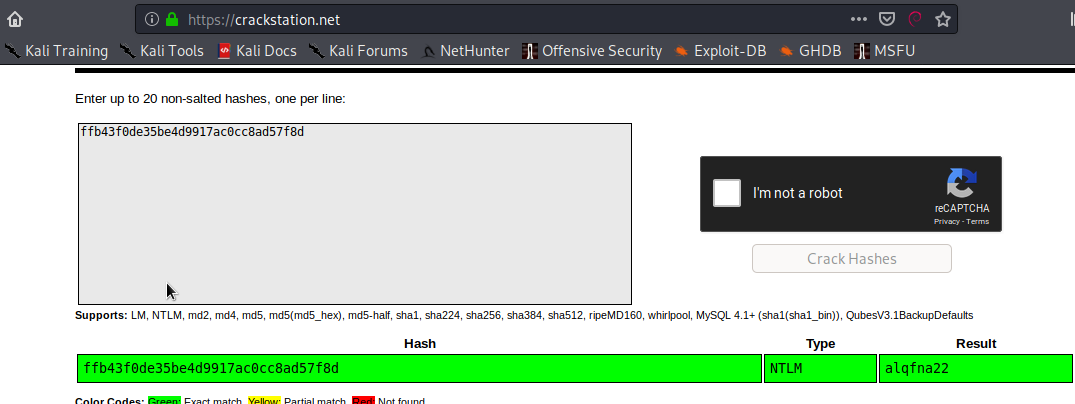 https://crackstation.net
Kali Training Kali Tools Kali Docs Kali Forums NetHunter Offensive Security Exploit-DB GHDB MSFU
Enter up to 20 non-salted hashes, one per line:
ffb43f0de35be4d9917ac0cc8ad57f8d
I'm not a robot
reCAPTCHA
Privacy - Terms
Crack Hashes
Supports: LM, NTLM, md2, md4, md5, md5(md5_hex), md5-half, sha1, sha224, sha256, sha384, sha512, ripeMD160, whirlpool, MySQL 4.1+ (sha1(sha1_bin)), QubesV3.1BackupDefaults
Hash Type Result
ffb43f0de35be4d9917ac0cc8ad57f8d NTLM alqfna22
Color Codes: Green: Exact match, Yellow: Partial match, Red: Not found